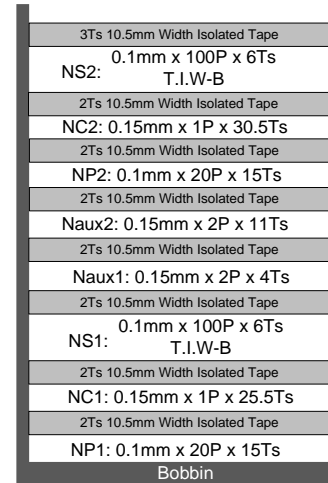 3Ts 10.5mm Width Isolated Tape
NS2: 0.1mm x 100P x 6Ts
T.I.W-B
2Ts 10.5mm Width Isolated Tape
NC2: 0.15mm x 1P x 30.5Ts
2Ts 10.5mm Width Isolated Tape
NP2: 0.1mm x 20P x 15Ts
2Ts 10.5mm Width Isolated Tape
Naux2: 0.15mm x 2P x 11Ts
2Ts 10.5mm Width Isolated Tape
Naux1: 0.15mm x 2P x 4Ts
2Ts 10.5mm Width Isolated Tape
NS1: 0.1mm x 100P x 6Ts
T.I.W-B
2Ts 10.5mm Width Isolated Tape
NC1: 0.15mm x 1P x 25.5Ts
2Ts 10.5mm Width Isolated Tape
NP1: 0.1mm x 20P x 15Ts
Bobbin